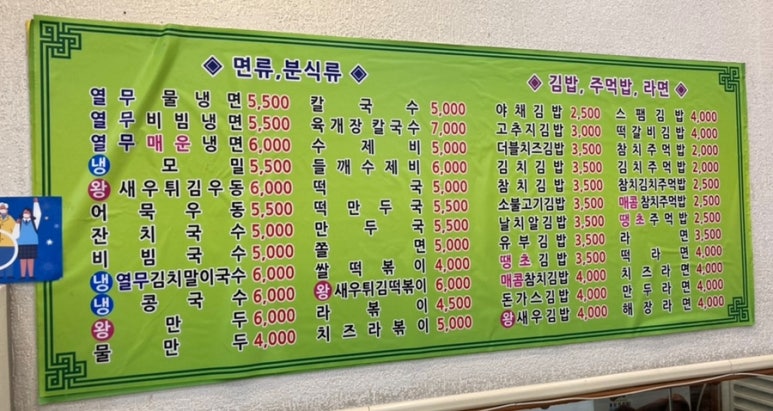 ◈ 면류,분식류 ◈
열무물냉면 5,500
열무비빔냉면 5,500
열무매운냉면 6,000
냉모밀 5,500
왕새우튀김우동 6,000
어묵우동 5,500
잔치국수 5,000
비빔국수 5,500
냉열무김치말이국수 6,000
냉콩국수 6,000
왕만두 6,000
물만두 4,000
칼국수 5,000
육개장칼국수 7,000
수제비 5,000
들깨수제비 6,000
떡국 5,000
떡만두국 5,500
만두국 5,500
쫄면 5,000
쌀떡볶이 4,000
왕새우튀김떡볶이 6,000
라볶이 4,500
치즈라볶이 5,000
◈ 김밥, 주먹밥, 라면 ◈
야채김밥 2,500
고추지김밥 3,000
더블치즈김밥 3,500
김치김밥 3,500
참치김밥 3,500
소불고기김밥 3,500
날치알김밥 3,500
유부김밥 3,500
땡초김밥 3,500
매콤참치김밥 4,000
돈가스김밥 4,000
왕새우김밥 4,000
스팸김밥 4,000
떡갈비김밥 4,000
참치주먹밥 2,000
김치주먹밥 2,000
참치김치주먹밥 2,500
매콤참치주먹밥 2,500
땡초주먹밥 2,500
라면 3,500
떡라면 4,000
치즈라면 4,000
만두라면 4,000
해장라면 4,000